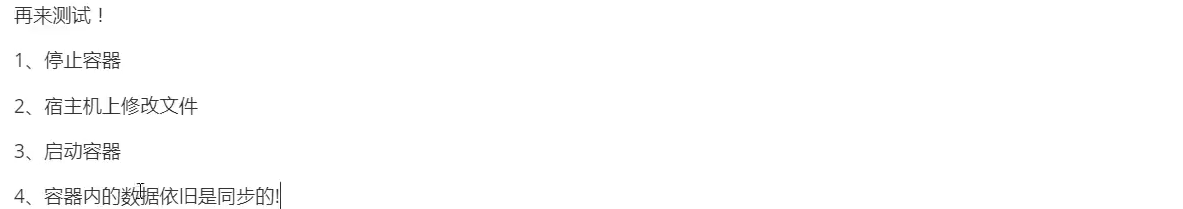 再来测试！
1、停止容器
2、宿主机上修改文件
3、启动容器
4、容器内的数据依旧是同步的!